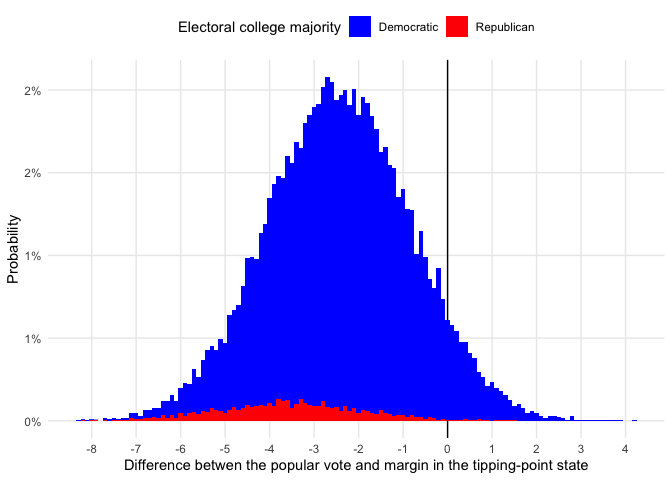 Electoral college majority Democratic Republican
Probability
2%
2%
1%
1%
0%
-8 -7 -6 -5 -4 -3 -2 -1 0 1 2 3 4
Difference betwen the popular vote and margin in the tipping-point state